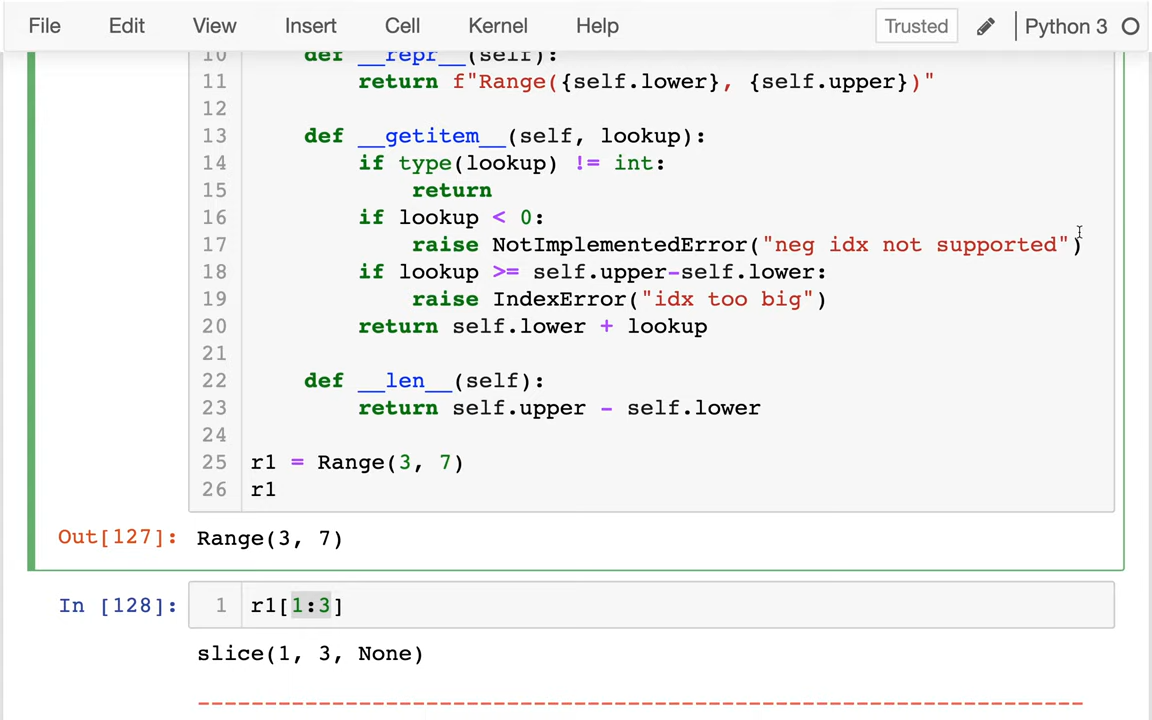 File Edit View Insert Cell Kernel Help Trusted Python 3
10 def __repr__(self):
11 return f"Range({self.lower}, {self.upper})"
12
13 def __getitem__(self, lookup):
14 if type(lookup) != int:
15 return
16 if lookup < 0:
17 raise NotImplementedError("neg idx not supported")
18 if lookup >= self.upper-self.lower:
19 raise IndexError("idx too big")
20 return self.lower + lookup
21
22 def __len__(self):
23 return self.upper - self.lower
24
25 r1 = Range(3, 7)
26 r1
Out[127]: Range(3, 7)
In [128]: 1 r1[1:3]
slice(1, 3, None)
---------------------------------------------------------------------------